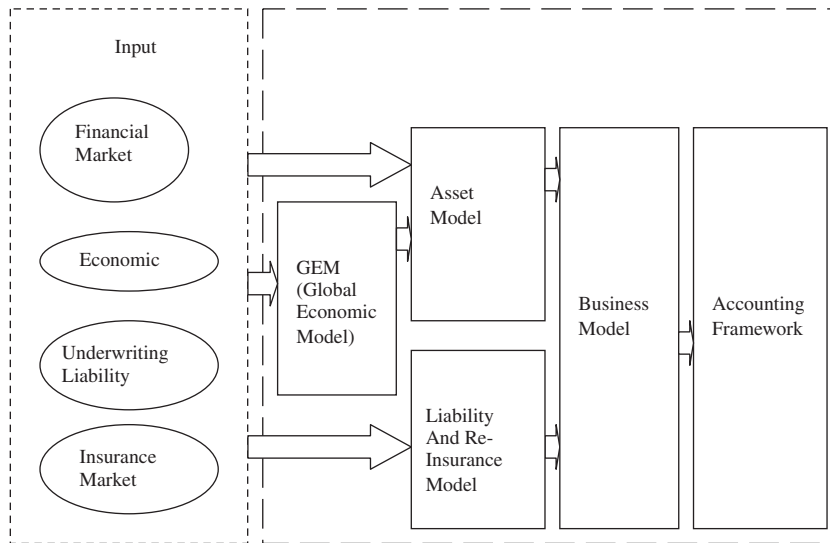 Input
Financial
Market
Economic
Underwriting
Liability
Insurance
Market
GEM
(Global
Economic
Model)
Asset
Model
Liability
And Re-
Insurance
Model
Business
Model
Accounting
Framework